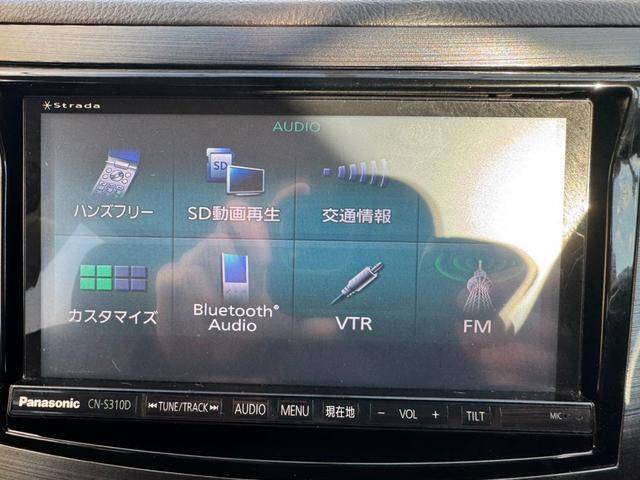 Strada
AUDIO
ハンズフリー
SD
SD動画再生
交通情報
カスタマイズ
Bluetooth®
Audio
VTR
FM
Panasonic CN-S310D TUNE/TRACK AUDIO MENU 現在地 - VOL + TILT MIC